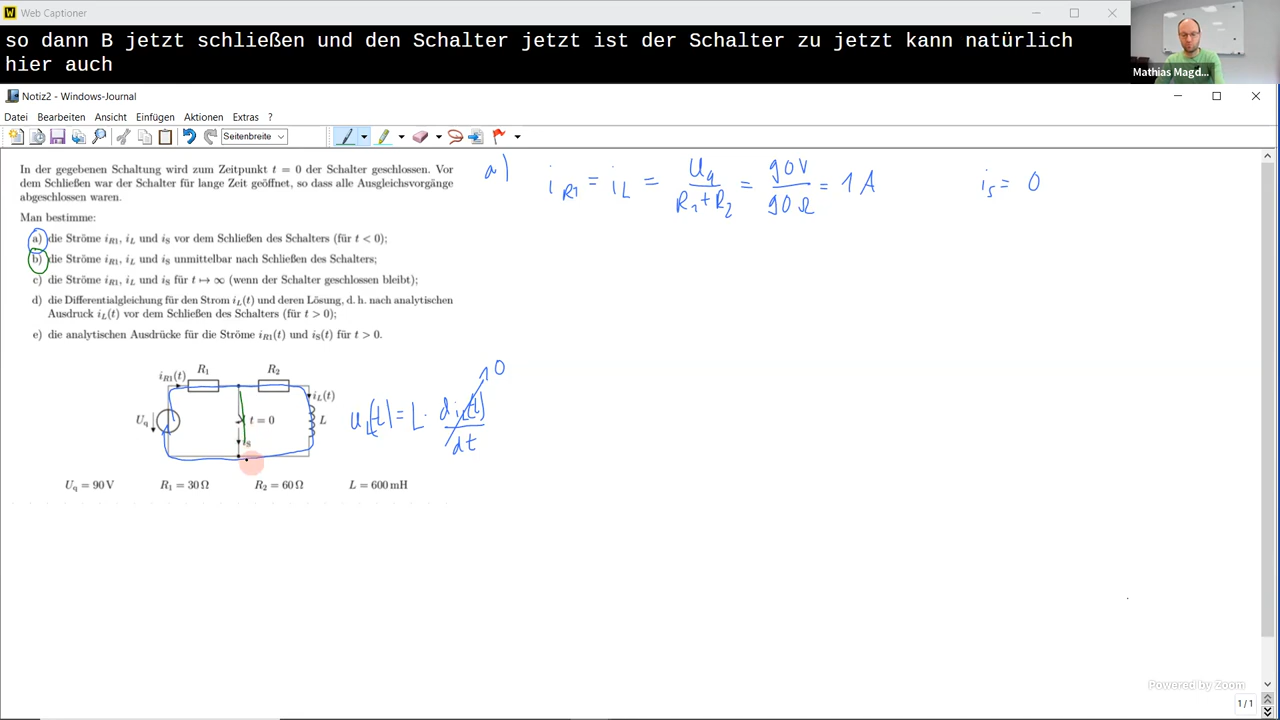 Web Captioner
so dann B jetzt schließen und den Schalter jetzt ist der Schalter zu jetzt kann natürlich
hier auch
Mathias Magd...
Notiz2 - Windows-Journal
Datei Bearbeiten Ansicht Einfügen Aktionen Extras ?
Seitenbreite
In der gegebenen Schaltung wird zum Zeitpunkt t = 0 der Schalter geschlossen. Vor
dem Schließen war der Schalter für lange Zeit geöffnet, so dass alle Ausgleichsvorgänge
abgeschlossen waren.
Man bestimme:
a) die Ströme iR1, iL und iS vor dem Schließen des Schalters (für t < 0);
b) die Ströme iR1, iL und iS unmittelbar nach Schließen des Schalters;
c) die Ströme iR1, iL und iS für t ↦ ∞ (wenn der Schalter geschlossen bleibt);
d) die Differentialgleichung für den Strom iL(t) und deren Lösung, d. h. nach analytischen
Ausdruck iL(t) vor dem Schließen des Schalters (für t > 0);
e) die analytischen Ausdrücke für die Ströme iR1(t) und iS(t) für t > 0.
a) iR1 = iL = Uq / (R1 + R2) = 90V / 90Ω = 1A iS = 0
iR1(t) R1 R2
iL(t)
Uq t = 0 L
iS
uL(t) = L · diL(t)/dt → 0
Uq = 90 V R1 = 30 Ω R2 = 60 Ω L = 600 mH
Powered by Zoom
1/1